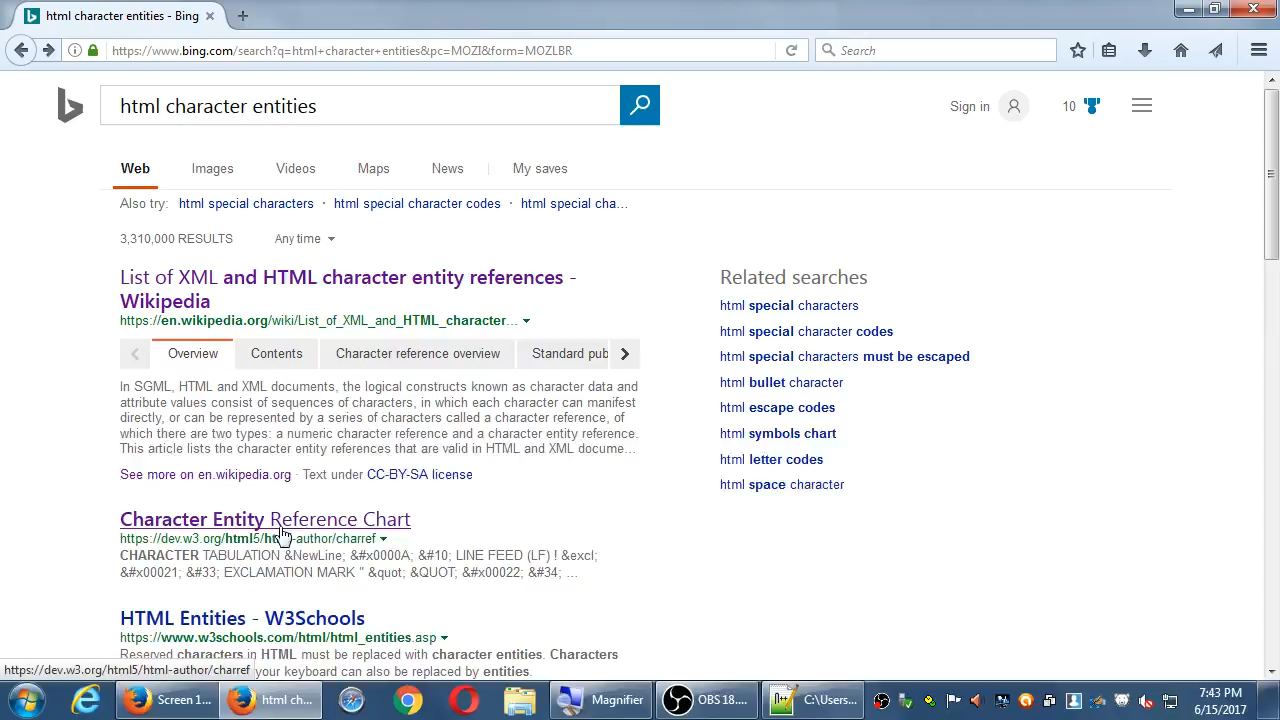 html character entities - Bing
https://www.bing.com/search?q=html+character+entities&pc=MOZI&form=MOZLBR
Search
html character entities
Sign in
10
Web Images Videos Maps News My saves
Also try: html special characters · html special character codes · html special cha...
3,310,000 RESULTS Any time
List of XML and HTML character entity references -
Wikipedia
https://en.wikipedia.org/wiki/List_of_XML_and_HTML_character...
Overview Contents Character reference overview Standard pub
In SGML, HTML and XML documents, the logical constructs known as character data and
attribute values consist of sequences of characters, in which each character can manifest
directly, or can be represented by a series of characters called a character reference, of
which there are two types: a numeric character reference and a character entity reference.
This article lists the character entity references that are valid in HTML and XML docume...
See more on en.wikipedia.org · Text under CC-BY-SA license
Character Entity Reference Chart
https://dev.w3.org/html5/html-author/charref
CHARACTER TABULATION &NewLine; &#x0000A; &#10; LINE FEED (LF) ! &excl;
&#x00021; &#33; EXCLAMATION MARK " &quot; &QUOT; &#x00022; &#34; ...
HTML Entities - W3Schools
https://www.w3schools.com/html/html_entities.asp
Reserved characters in HTML must be replaced with character entities. Characters
your keyboard can also be replaced by entities.
Related searches
html special characters
html special character codes
html special characters must be escaped
html bullet character
html escape codes
html symbols chart
html letter codes
html space character
https://dev.w3.org/html5/html-author/charref
Screen 1...
html ch...
Magnifier
OBS 18....
C:\Users...
7:43 PM
6/15/2017